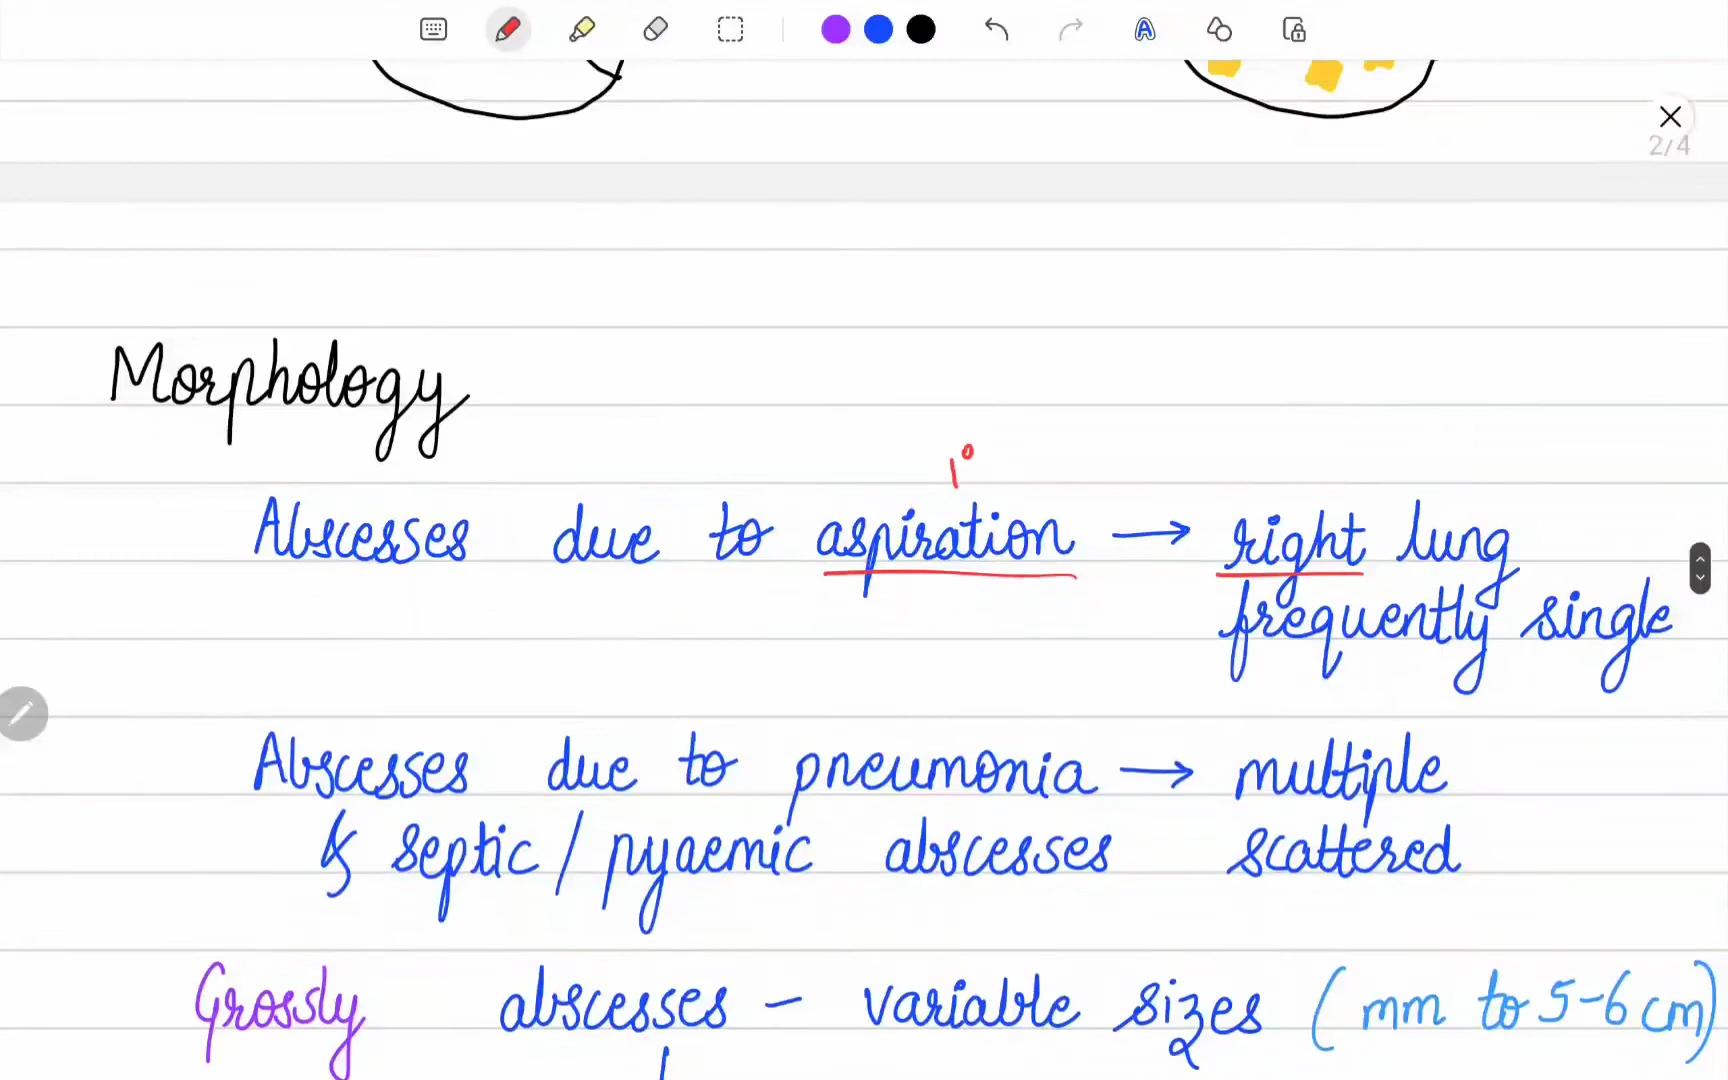 2/4
Morphology
1°
Abscesses due to aspiration → right lung
frequently single
Abscesses due to pneumonia → multiple
& septic / pyaemic abscesses scattered
Grossly abscesses – variable sizes (mm to 5-6 cm)